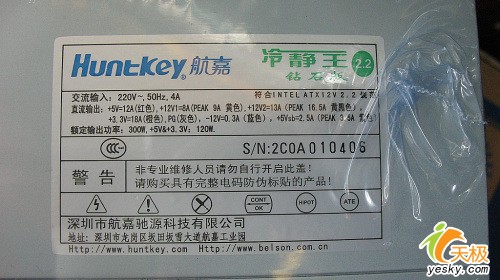 HUNTKEY 航嘉
冷静王
钻石版 2.2
交流输入：220V~，50Hz，4A
符合INTEL ATX12V 2.2 规范
直流输出：+5V=12A（红色），+12V1=8A（PEAK 9A 黄色），+12V2=13A（PEAK 16.5A 黄黑色），
+3.3V=18A（橙色），PG（灰色），-12V=0.3A（蓝色），+5Vsb=2.5A（PEAK 3.5A 紫色）
额定输出功率：300W，+5V&+3.3V：120W.
S/N:2C0A010406
CCC
警告
非专业维修人员请勿自行开启此盖！
请购买具有完整电码防伪标贴的产品！
CONT OK
HIPOT
ATE
深圳市航嘉驰源科技有限公司
地址：深圳市龙岗区坂田坂雪大道航嘉工业园
Http://www.huntkey.com www.belson.com.cn
天极
yesky.com